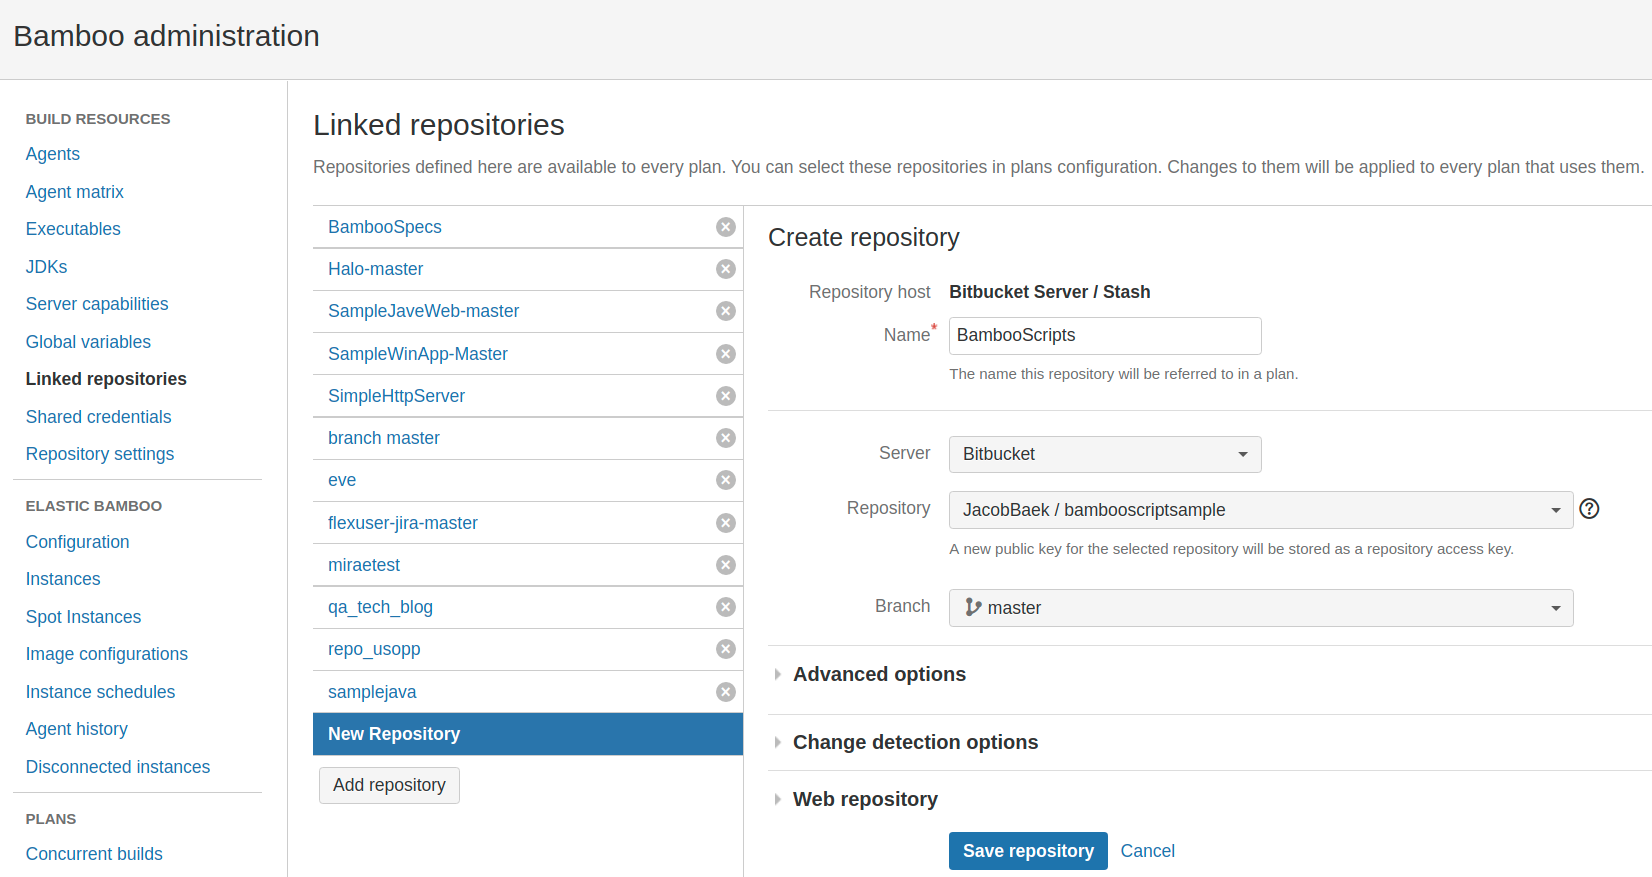 Bamboo administration
BUILD RESOURCES
Agents
Agent matrix
Executables
JDKs
Server capabilities
Global variables
Linked repositories
Shared credentials
Repository settings
ELASTIC BAMBOO
Configuration
Instances
Spot Instances
Image configurations
Instance schedules
Agent history
Disconnected instances
PLANS
Concurrent builds
Linked repositories
Repositories defined here are available to every plan. You can select these repositories in plans configuration. Changes to them will be applied to every plan that uses them.
BambooSpecs
Halo-master
SampleJaveWeb-master
SampleWinApp-Master
SimpleHttpServer
branch master
eve
flexuser-jira-master
miraetest
qa_tech_blog
repo_usopp
samplejava
New Repository
Add repository
Create repository
Repository host Bitbucket Server / Stash
Name* BambooScripts
The name this repository will be referred to in a plan.
Server Bitbucket
Repository JacobBaek / bambooscriptsample
A new public key for the selected repository will be stored as a repository access key.
Branch master
Advanced options
Change detection options
Web repository
Save repository Cancel